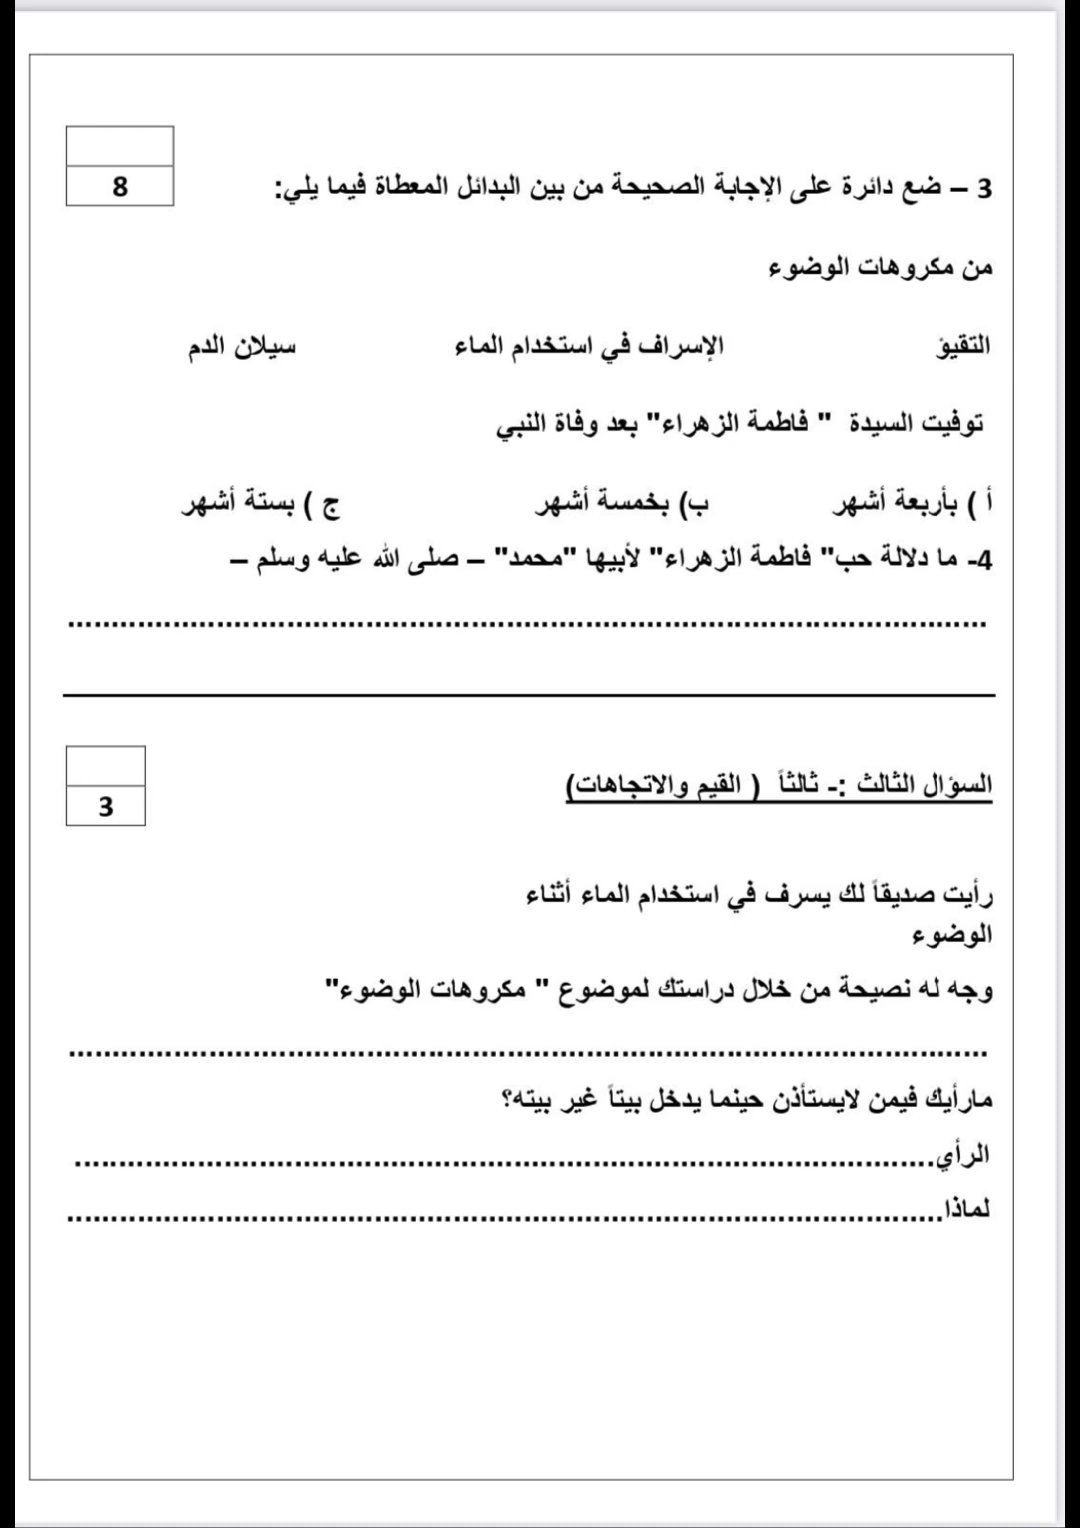 3 – ضع دائرة على الإجابة الصحيحة من بين البدائل المعطاة فيما يلي:
8
من مكروهات الوضوء
التقيؤ الإسراف في استخدام الماء سيلان الدم
توفيت السيدة " فاطمة الزهراء" بعد وفاة النبي
أ ) بأربعة أشهر ب) بخمسة أشهر ج ) بستة أشهر
4- ما دلالة حب" فاطمة الزهراء" لأبيها "محمد" – صلى الله عليه وسلم –
................................................................................................
السؤال الثالث :- ثالثاً ( القيم والاتجاهات)
3
رأيت صديقاً لك يسرف في استخدام الماء أثناء
الوضوء
وجه له نصيحة من خلال دراستك لموضوع " مكروهات الوضوء"
................................................................................................
مارأيك فيمن لايستأذن حينما يدخل بيتاً غير بيته؟
الرأي..........................................................................................
لماذا...........................................................................................